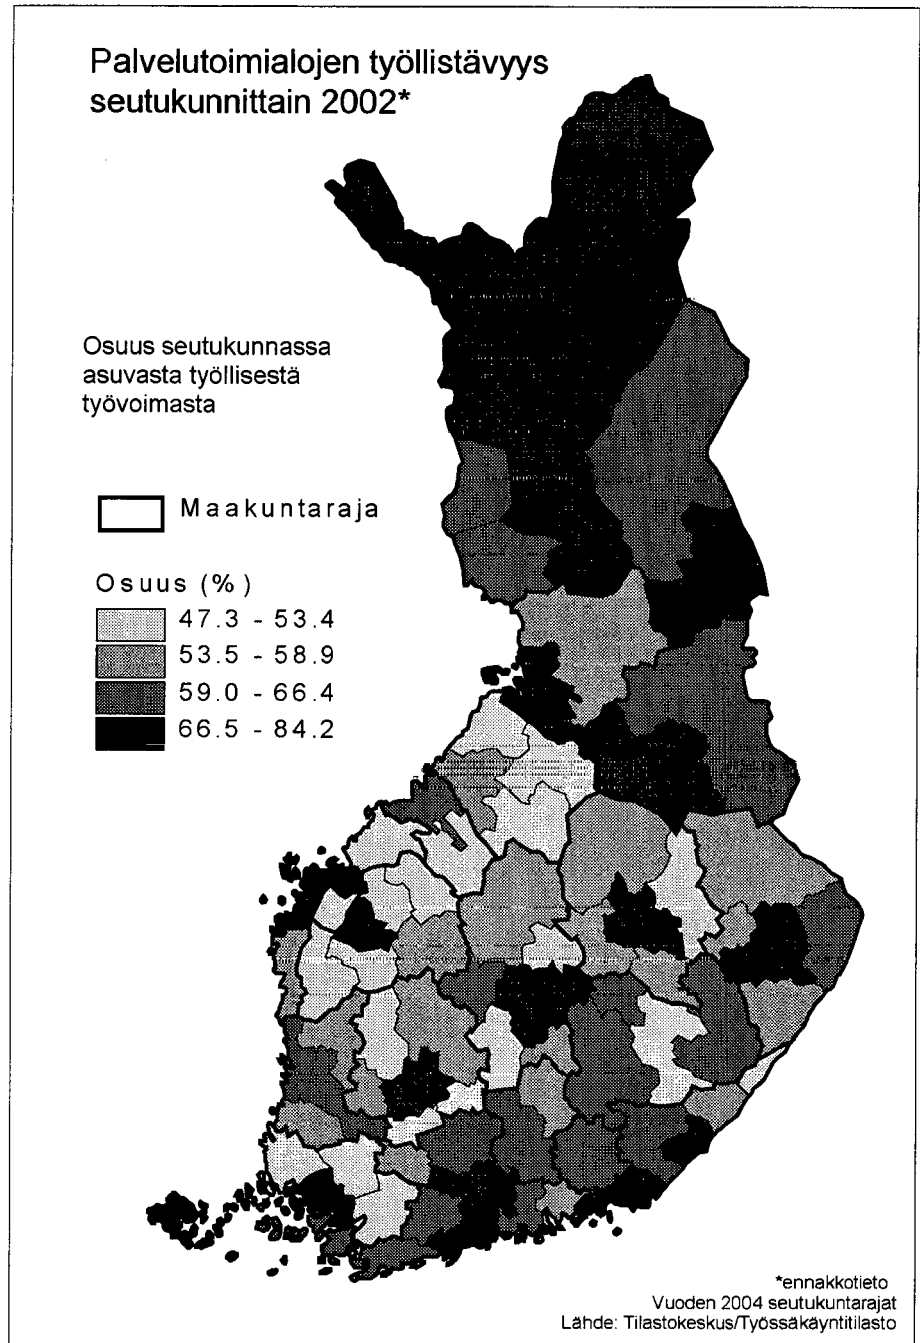 Palvelutoimialojen työllistävyys
seutukunnittain 2002*
Osuus seutukunnassa
asuvasta työllisestä
työvoimasta
Maakuntaraja
Osuus (%)
47.3 - 53.4
53.5 - 58.9
59.0 - 66.4
66.5 - 84.2
*ennakkotieto
Vuoden 2004 seutukuntarajat
Lähde: Tilastokeskus/Työssäkäyntitilasto